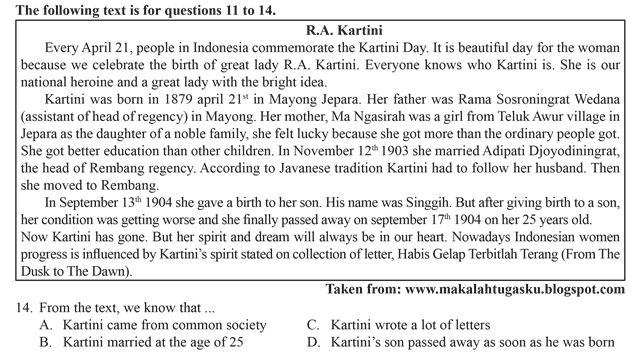 The following text is for questions 11 to 14.
R.A. Kartini
Every April 21, people in Indonesia commemorate the Kartini Day. It is beautiful day for the woman
because we celebrate the birth of great lady R.A. Kartini. Everyone knows who Kartini is. She is our
national heroine and a great lady with the bright idea.
Kartini was born in 1879 april 21st in Mayong Jepara. Her father was Rama Sosroningrat Wedana
(assistant of head of regency) in Mayong. Her mother, Ma Ngasirah was a girl from Teluk Awur village in
Jepara as the daughter of a noble family, she felt lucky because she got more than the ordinary people got.
She got better education than other children. In November 12th 1903 she married Adipati Djoyodiningrat,
the head of Rembang regency. According to Javanese tradition Kartini had to follow her husband. Then
she moved to Rembang.
In September 13th 1904 she gave a birth to her son. His name was Singgih. But after giving birth to a son,
her condition was getting worse and she finally passed away on september 17th 1904 on her 25 years old.
Now Kartini has gone. But her spirit and dream will always be in our heart. Nowadays Indonesian women
progress is influenced by Kartini's spirit stated on collection of letter, Habis Gelap Terbitlah Terang (From The
Dusk to The Dawn).
Taken from: www.makalahtugasku.blogspot.com
14. From the text, we know that ...
A. Kartini came from common society C. Kartini wrote a lot of letters
B. Kartini married at the age of 25 D. Kartini's son passed away as soon as he was born